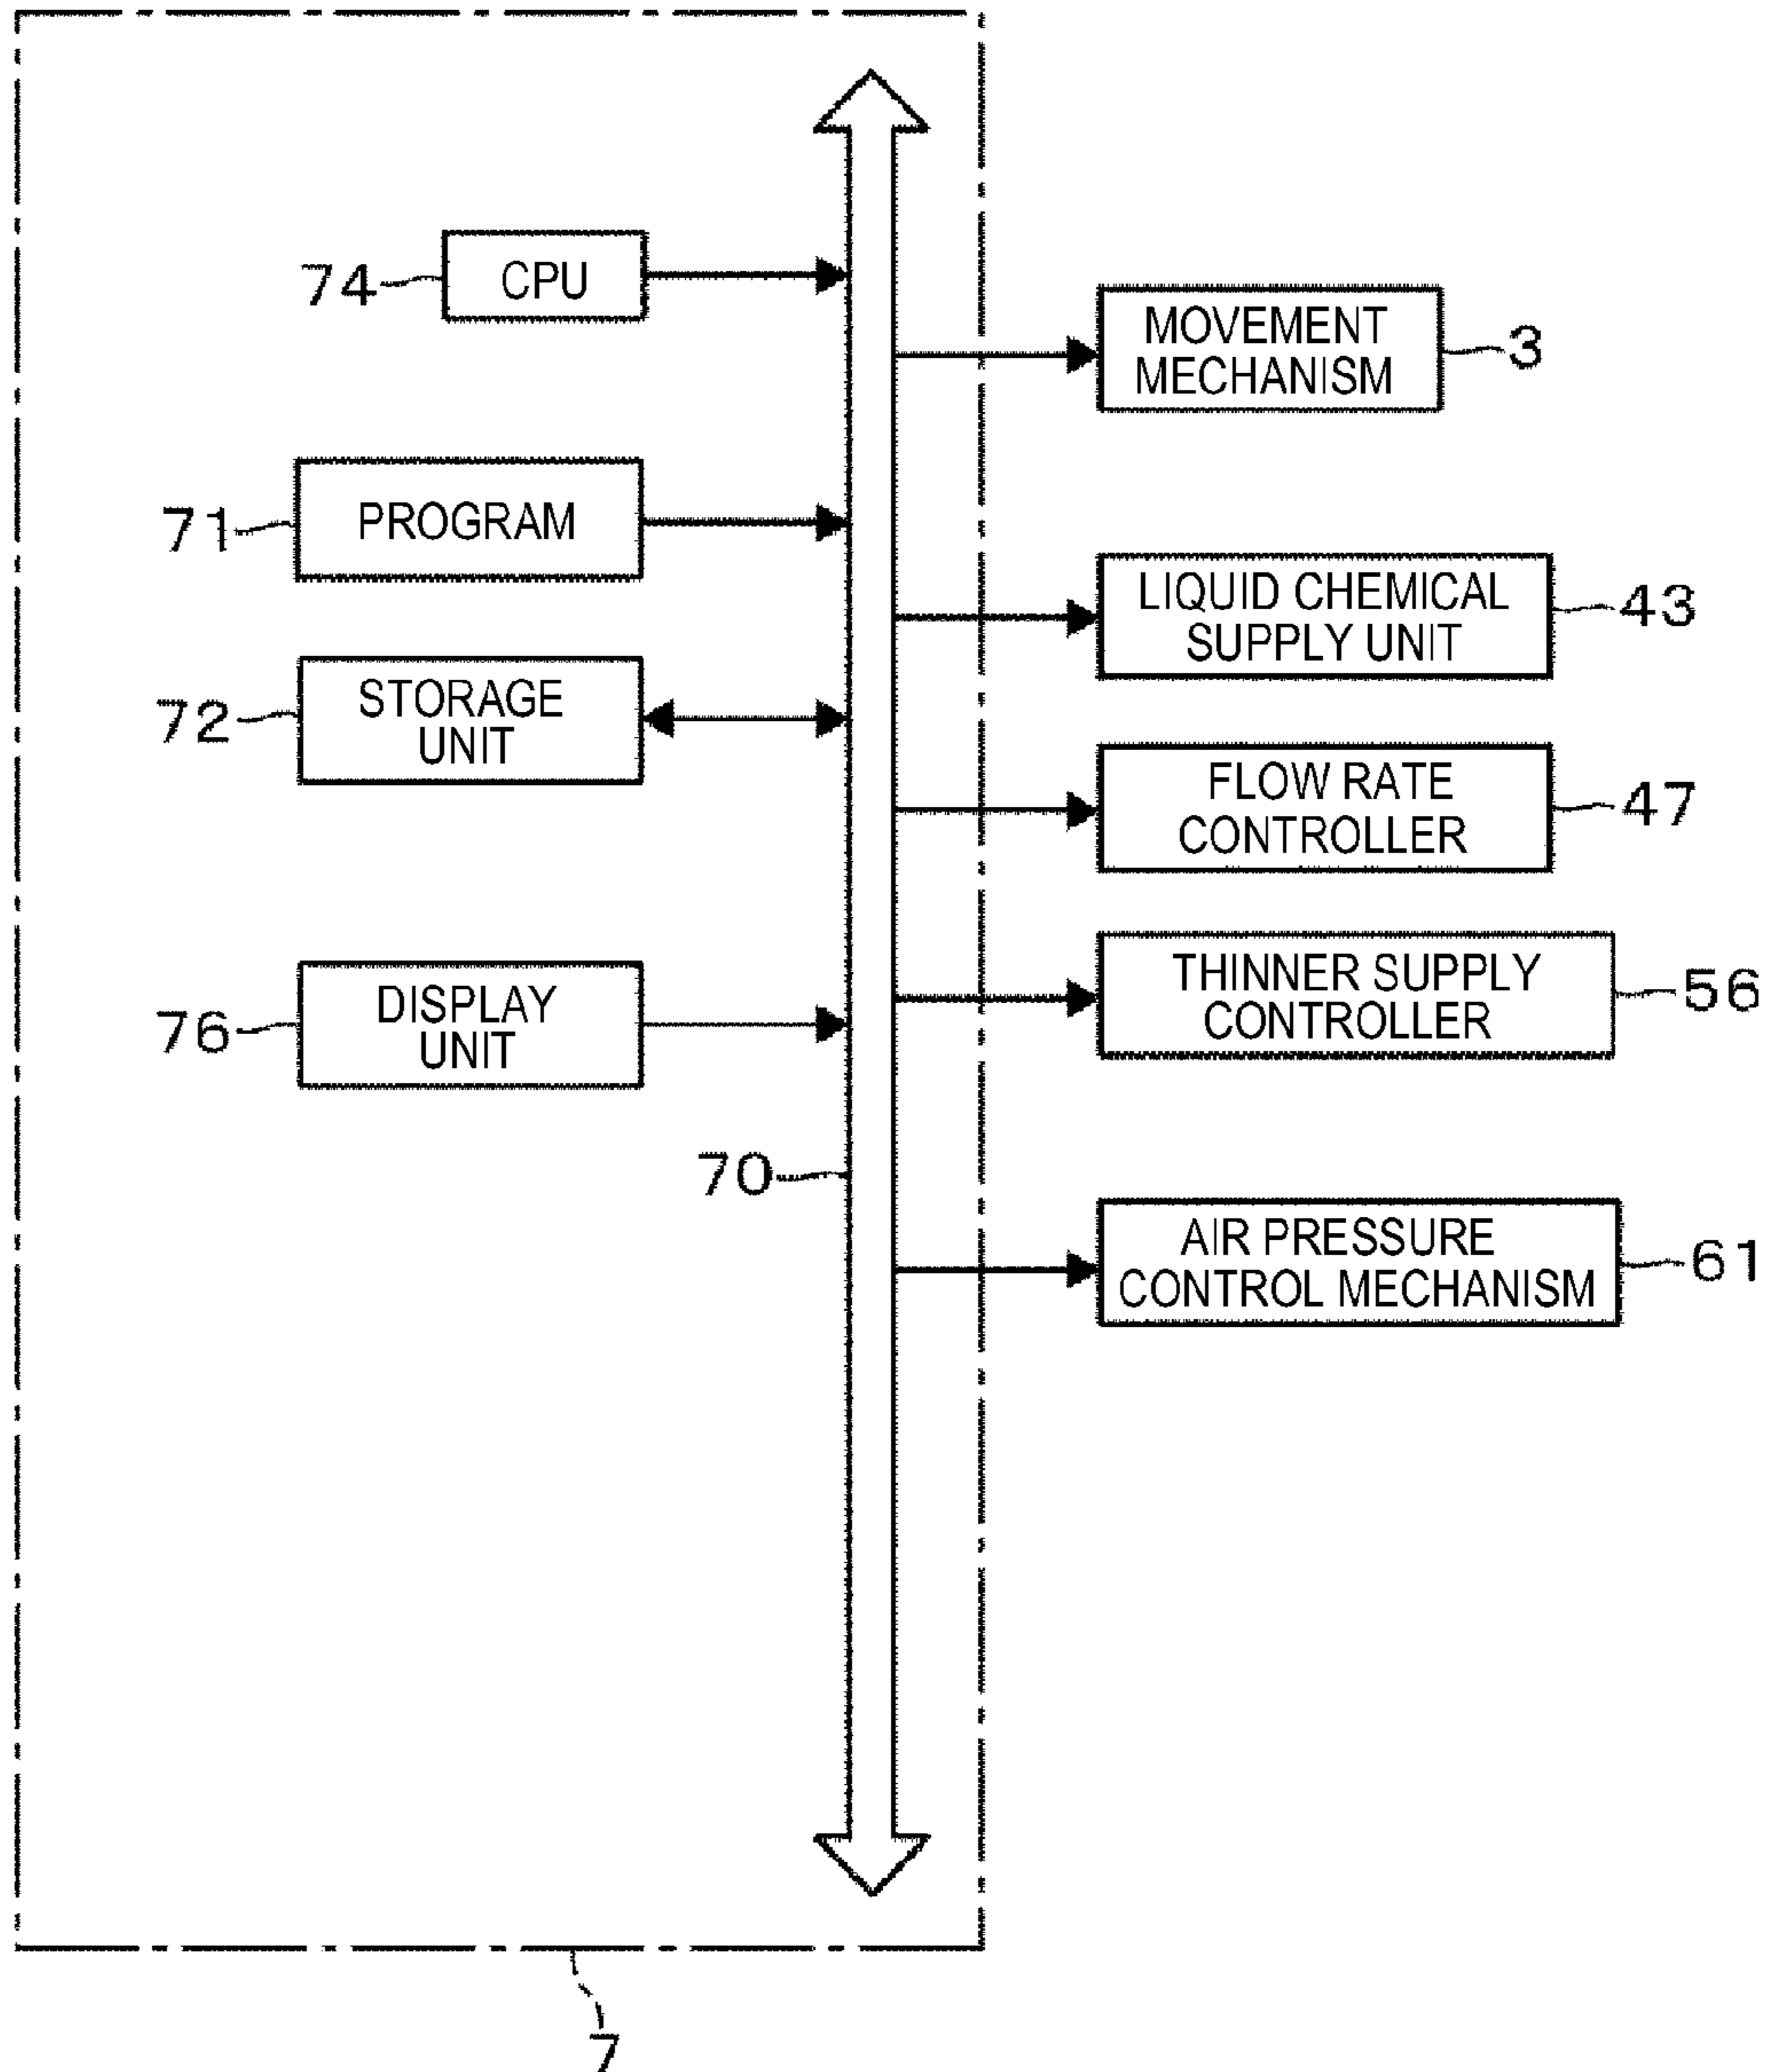 74
CPU
MOVEMENT
MECHANISM
3
71
PROGRAM
LIQUID CHEMICAL
SUPPLY UNIT
43
72
STORAGE
UNIT
FLOW RATE
CONTROLLER
47
76
DISPLAY
UNIT
THINNER SUPPLY
CONTROLLER
56
70
AIR PRESSURE
CONTROL MECHANISM
61
7